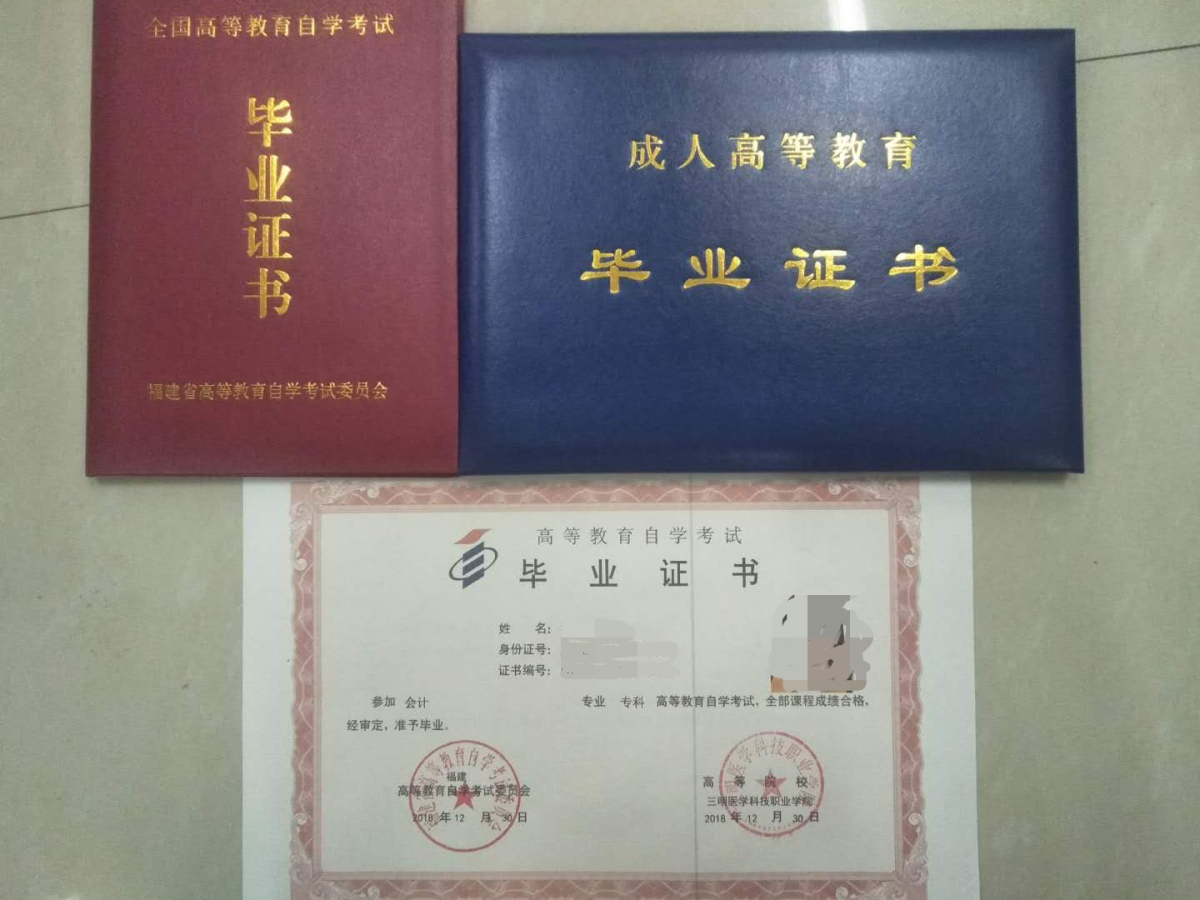 全国高等教育自学考试
毕业证书
福建省高等教育自学考试委员会
成人高等教育
毕业证书
高等教育自学考试
毕业证书
姓 名:
身份证号:
证书编号:
参加 会计 专业 专科 高等教育自学考试，全部课程成绩合格，
经审定，准予毕业。
福建
高等教育自学考试委员会
2018 年 12 月 30 日
高等院校
三明医学科技职业学院
2018 年 12 月 30 日